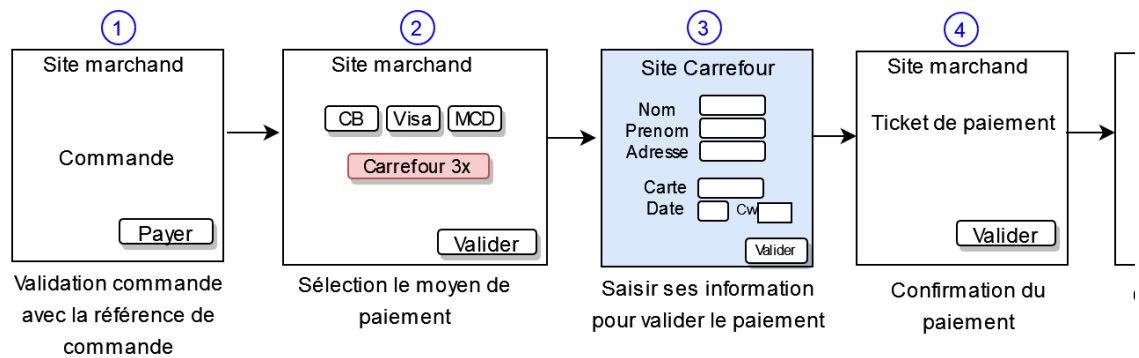 1
Site marchand
Commande
Payer
Validation commande
avec la référence de
commande
2
Site marchand
CB Visa MCD
Carrefour 3x
Valider
Sélection le moyen de
paiement
3
Site Carrefour
Nom
Prenom
Adresse
Carte
Date Cvv
Valider
Saisir ses information
pour valider le paiement
4
Site marchand
Ticket de paiement
Valider
Confirmation du
paiement